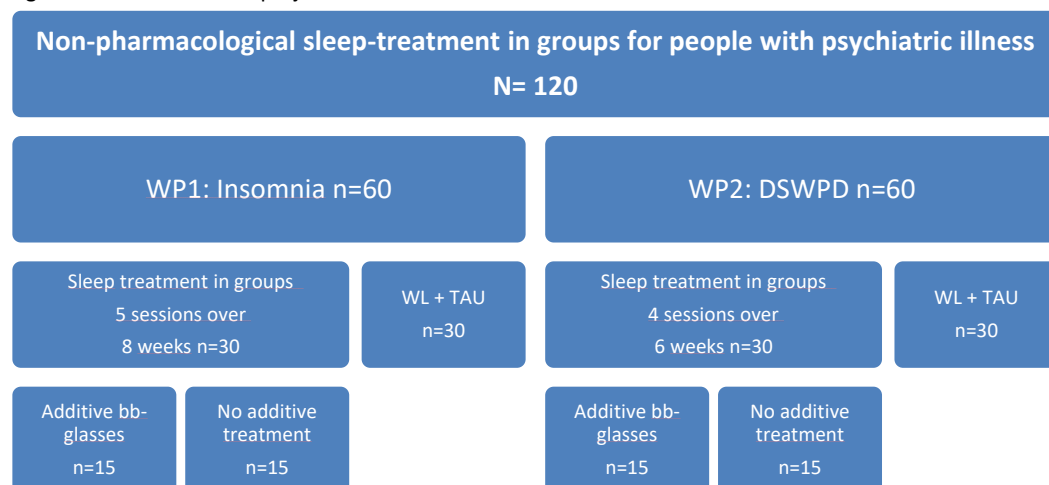 Non-pharmacological sleep-treatment in groups for people with psychiatric illness
N= 120
WP1: Insomnia n=60
WP2: DSWPD n=60
Sleep treatment in groups
5 sessions over
8 weeks n=30
WL + TAU
n=30
Sleep treatment in groups
4 sessions over
6 weeks n=30
WL + TAU
n=30
Additive bb-
glasses
n=15
No additive
treatment
n=15
Additive bb-
glasses
n=15
No additive
treatment
n=15